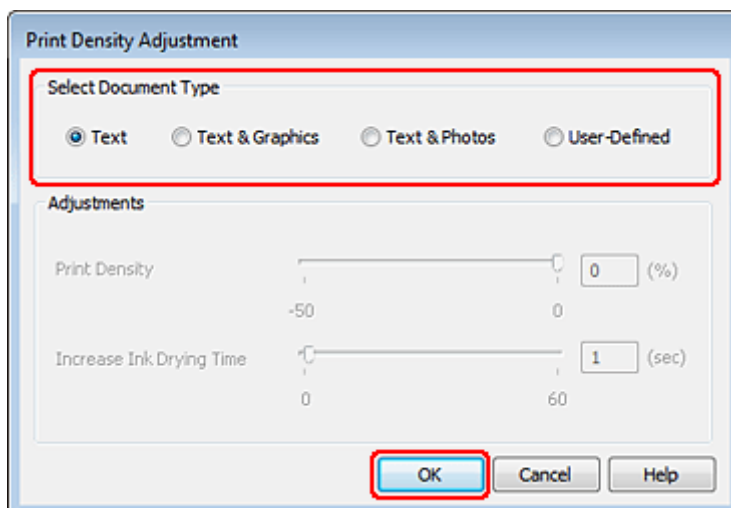 Print Density Adjustment
Select Document Type
Text Text & Graphics Text & Photos User-Defined
Adjustments
Print Density 0 (%)
-50 0
Increase Ink Drying Time 1 (sec)
0 60
OK Cancel Help